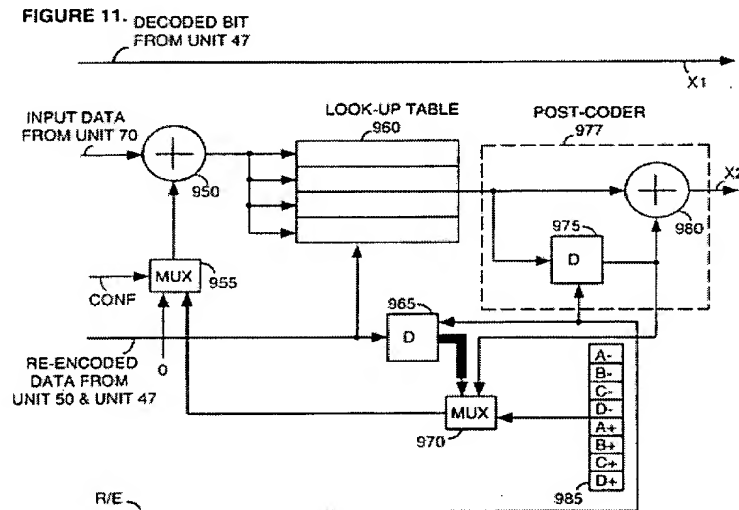 FIGURE 11.
DECODED BIT
FROM UNIT 47
X1
INPUT DATA
FROM UNIT 70
950
LOOK-UP TABLE
960
POST-CODER
977
X2
980
975
D
MUX
955
CONF
0
965
D
RE-ENCODED
DATA FROM
UNIT 50 & UNIT 47
MUX
970
A-
B-
C-
D-
A+
B+
C+
D+
985
R/E